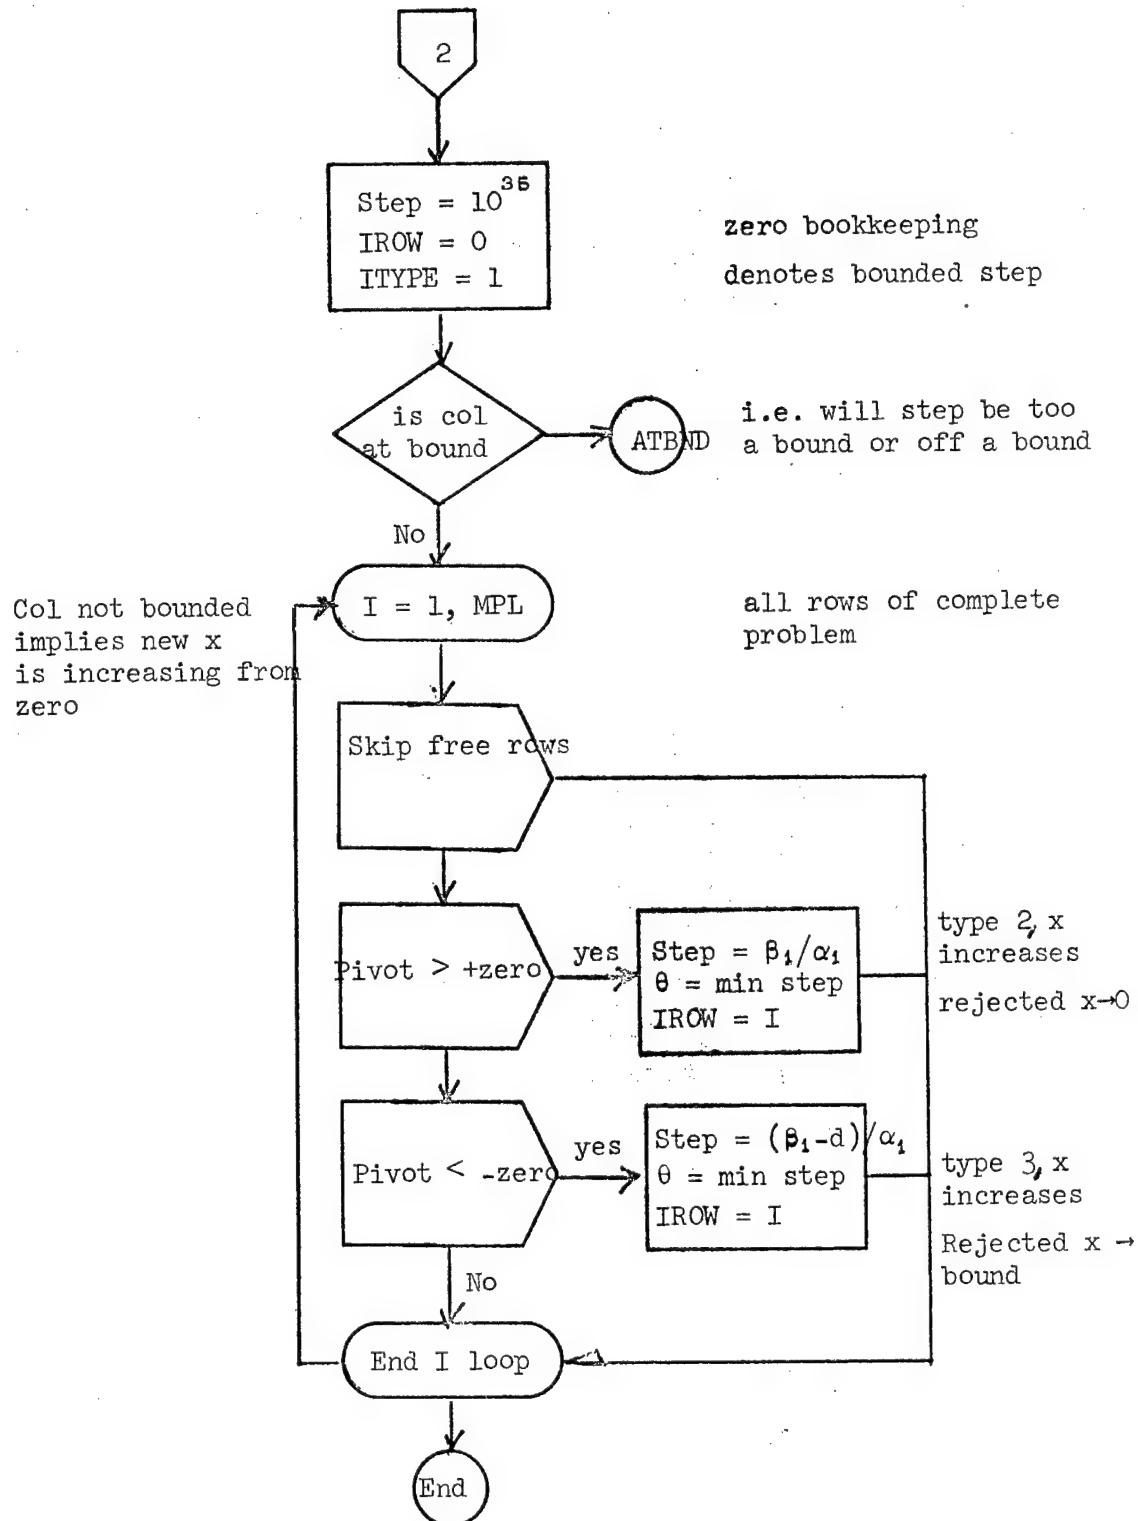 2
Step = 10^35
IROW = 0
ITYPE = 1
zero bookkeeping
denotes bounded step
is col
at bound
ATBND
i.e. will step be too
a bound or off a bound
No
I = 1, MPL
Col not bounded
implies new x
is increasing from
zero
all rows of complete
problem
Skip free rows
Pivot > +zero
yes
Step = β₁/α₁
θ = min step
IROW = I
type 2, x
increases
rejected x→0
Pivot < -zero
yes
Step = (β₁-d)/α₁
θ = min step
IROW = I
type 3, x
increases
Rejected x →
bound
No
End I loop
End